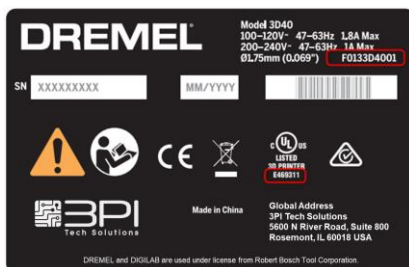 DREMEL
Model 3D40
100-120V~ 47-63Hz 1,8A Max
200-240V~ 47-63Hz 1A Max
Ø1.75mm (0.069") F0133D4001
SN XXXXXXXXX MM/YYYY
CE
C UL US
LISTED
3D PRINTER
E469311
3PI
Tech Solutions
Made in China
Global Address
3PI Tech Solutions
5600 N River Road, Suite 800
Rosemont, IL 60018 USA
DREMEL and DIGILAB are used under license from Robert Bosch Tool Corporation.